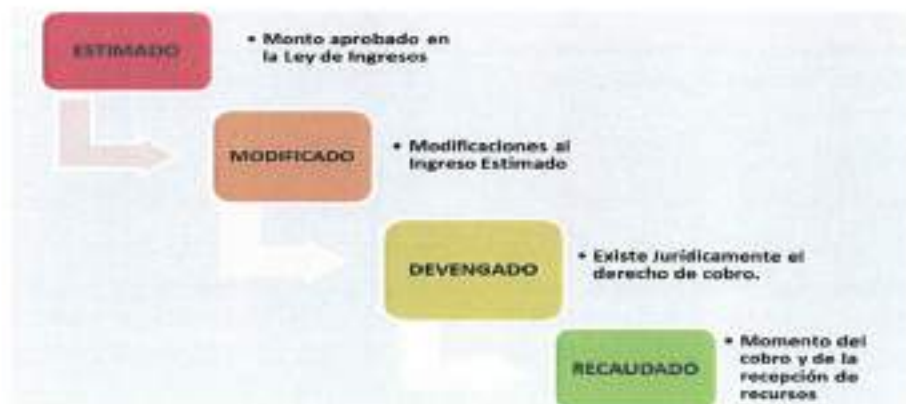 ESTIMADO
• Monto aprobado en
la Ley de Ingresos
MODIFICADO
• Modificaciones al
Ingreso Estimado
DEVENGADO
• Existe Jurídicamente el
derecho de cobro.
RECAUDADO
• Momento del
cobro y de la
recepción de
recursos